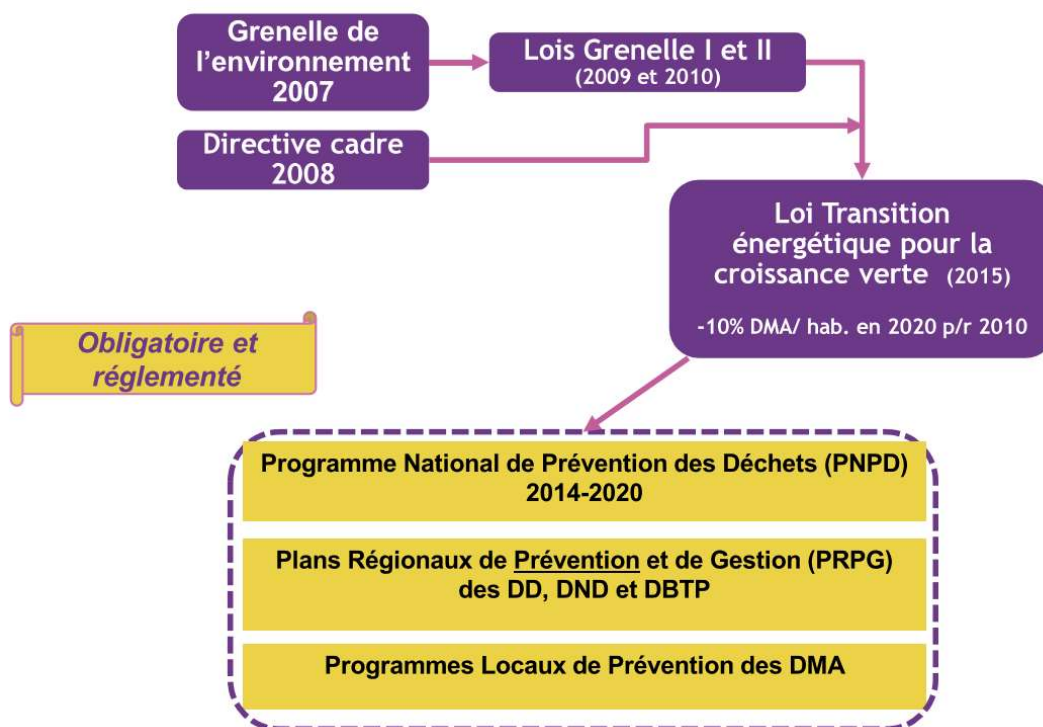 Grenelle de
l'environnement
2007
Lois Grenelle I et II
(2009 et 2010)
Directive cadre
2008
Loi Transition
énergétique pour la
croissance verte (2015)
-10% DMA/ hab. en 2020 p/r 2010
Obligatoire et
réglementé
Programme National de Prévention des Déchets (PNPD)
2014-2020
Plans Régionaux de Prévention et de Gestion (PRPG)
des DD, DND et DBTP
Programmes Locaux de Prévention des DMA